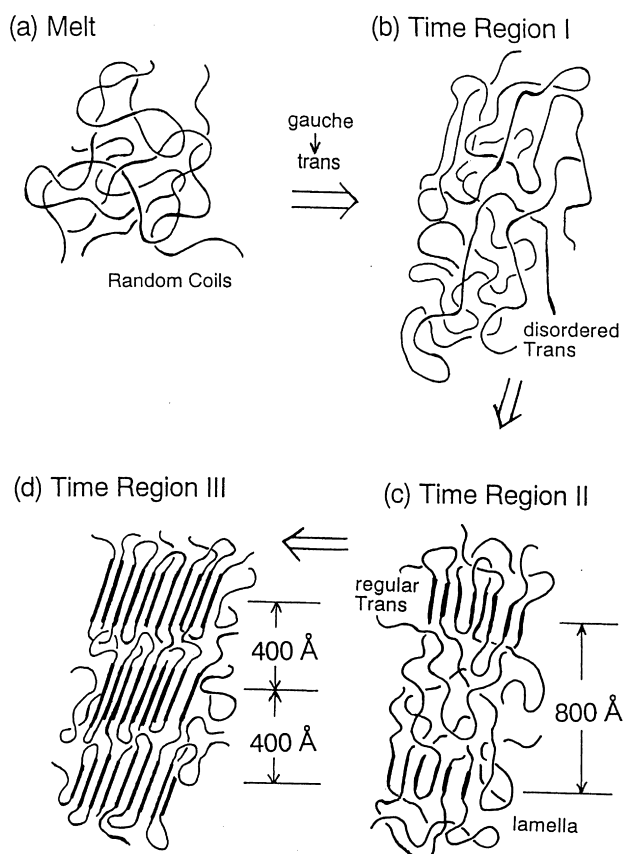 (a) Melt
(b) Time Region I
gauche
↓
trans
Random Coils
disordered
Trans
(d) Time Region III
(c) Time Region II
regular
Trans
400 Å
400 Å
800 Å
lamella